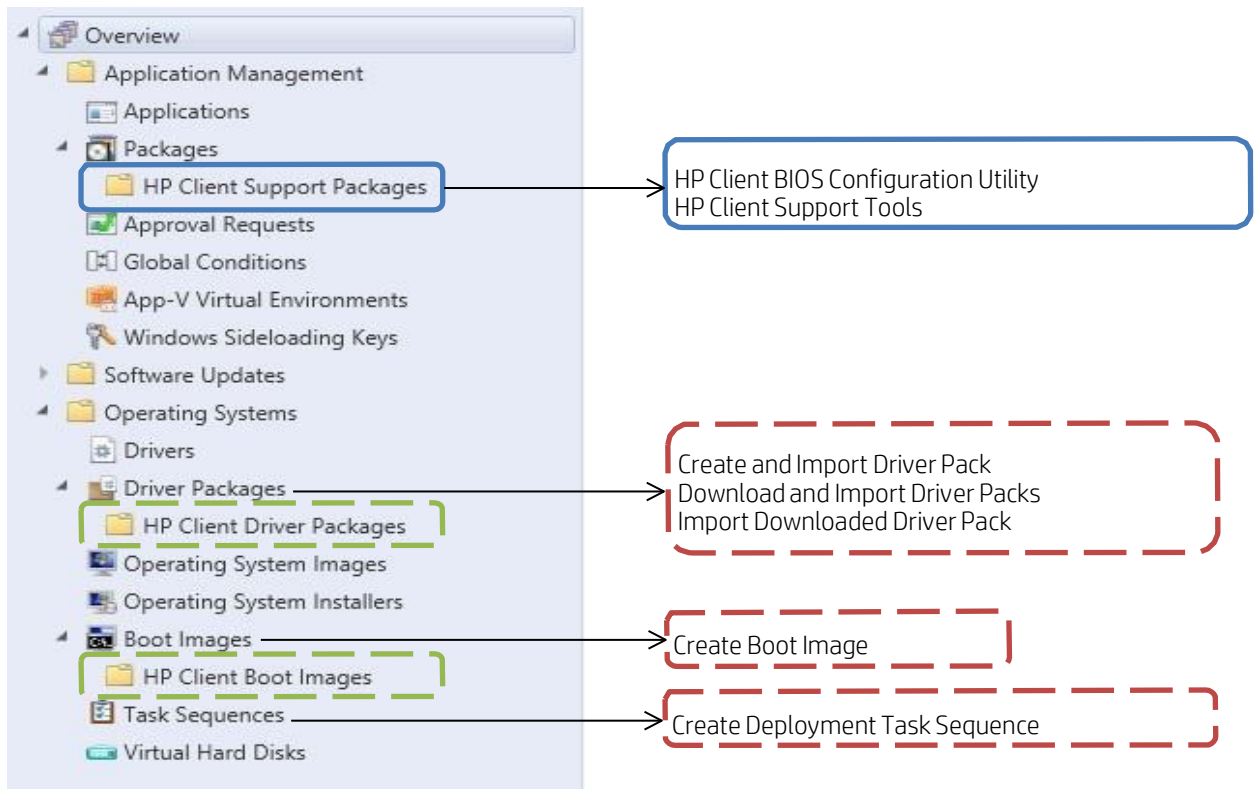 Overview
Application Management
Applications
Packages
HP Client Support Packages
HP Client BIOS Configuration Utility
HP Client Support Tools
Approval Requests
Global Conditions
App-V Virtual Environments
Windows Sideloading Keys
Software Updates
Operating Systems
Drivers
Driver Packages
Create and Import Driver Pack
Download and Import Driver Packs
Import Downloaded Driver Pack
HP Client Driver Packages
Operating System Images
Operating System Installers
Boot Images
Create Boot Image
HP Client Boot Images
Task Sequences
Create Deployment Task Sequence
Virtual Hard Disks